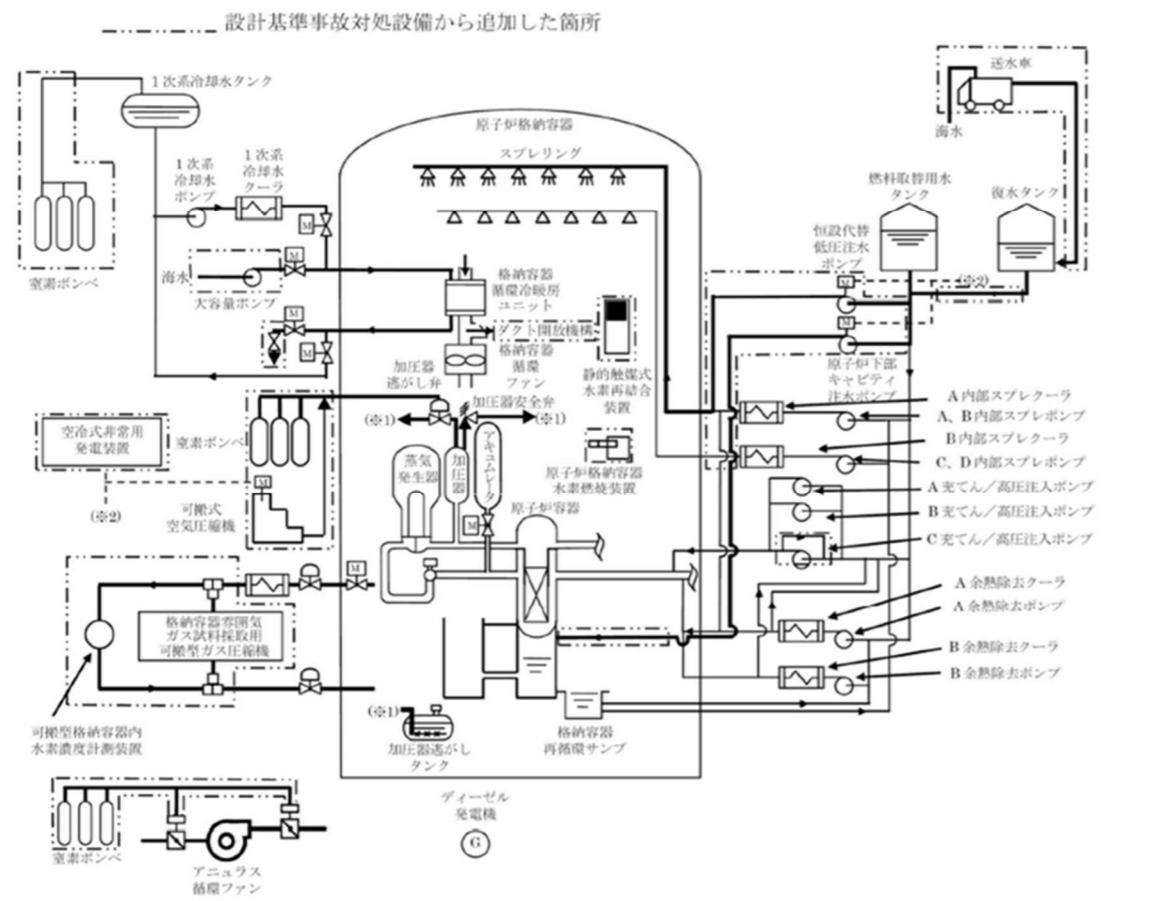 設計基準事故対処設備から追加した箇所
送水車
海水
1次系冷却水タンク
原子炉格納容器
スプレリング
1次系
冷却水
ポンプ
1次系
冷却水
クーラ
M
燃料取替用水
タンク
復水タンク
恒設代替
低圧注水
ポンプ
M
(※2)
M
窒素ボンベ
海水
M
大容量ポンプ
格納容器
循環冷暖房
ユニット
M
ダクト開放機構
M
格納容器
循環
ファン
静的触媒式
水素再結合
装置
原子炉下部
キャビティ
注水ポンプ
加圧器
逃がし弁
加圧器安全弁
(※1)
(※1)
A内部スプレクーラ
A、B内部スプレポンプ
B内部スプレクーラ
C、D内部スプレポンプ
A充てん/高圧注入ポンプ
B充てん/高圧注入ポンプ
C充てん/高圧注入ポンプ
空冷式非常用
発電装置
(※2)
窒素ボンベ
M
可搬式
空気圧縮機
蒸気
発生器
加圧器
アキュムレータ
M
原子炉格納容器
水素燃焼装置
原子炉容器
M
A余熱除去クーラ
A余熱除去ポンプ
B余熱除去クーラ
B余熱除去ポンプ
格納容器雰囲気
ガス試料採取用
可搬型ガス圧縮機
可搬型格納容器内
水素濃度計測装置
(※1)
加圧器逃がし
タンク
格納容器
再循環サンプ
ディーゼル
発電機
G
窒素ボンベ
アニュラス
循環ファン